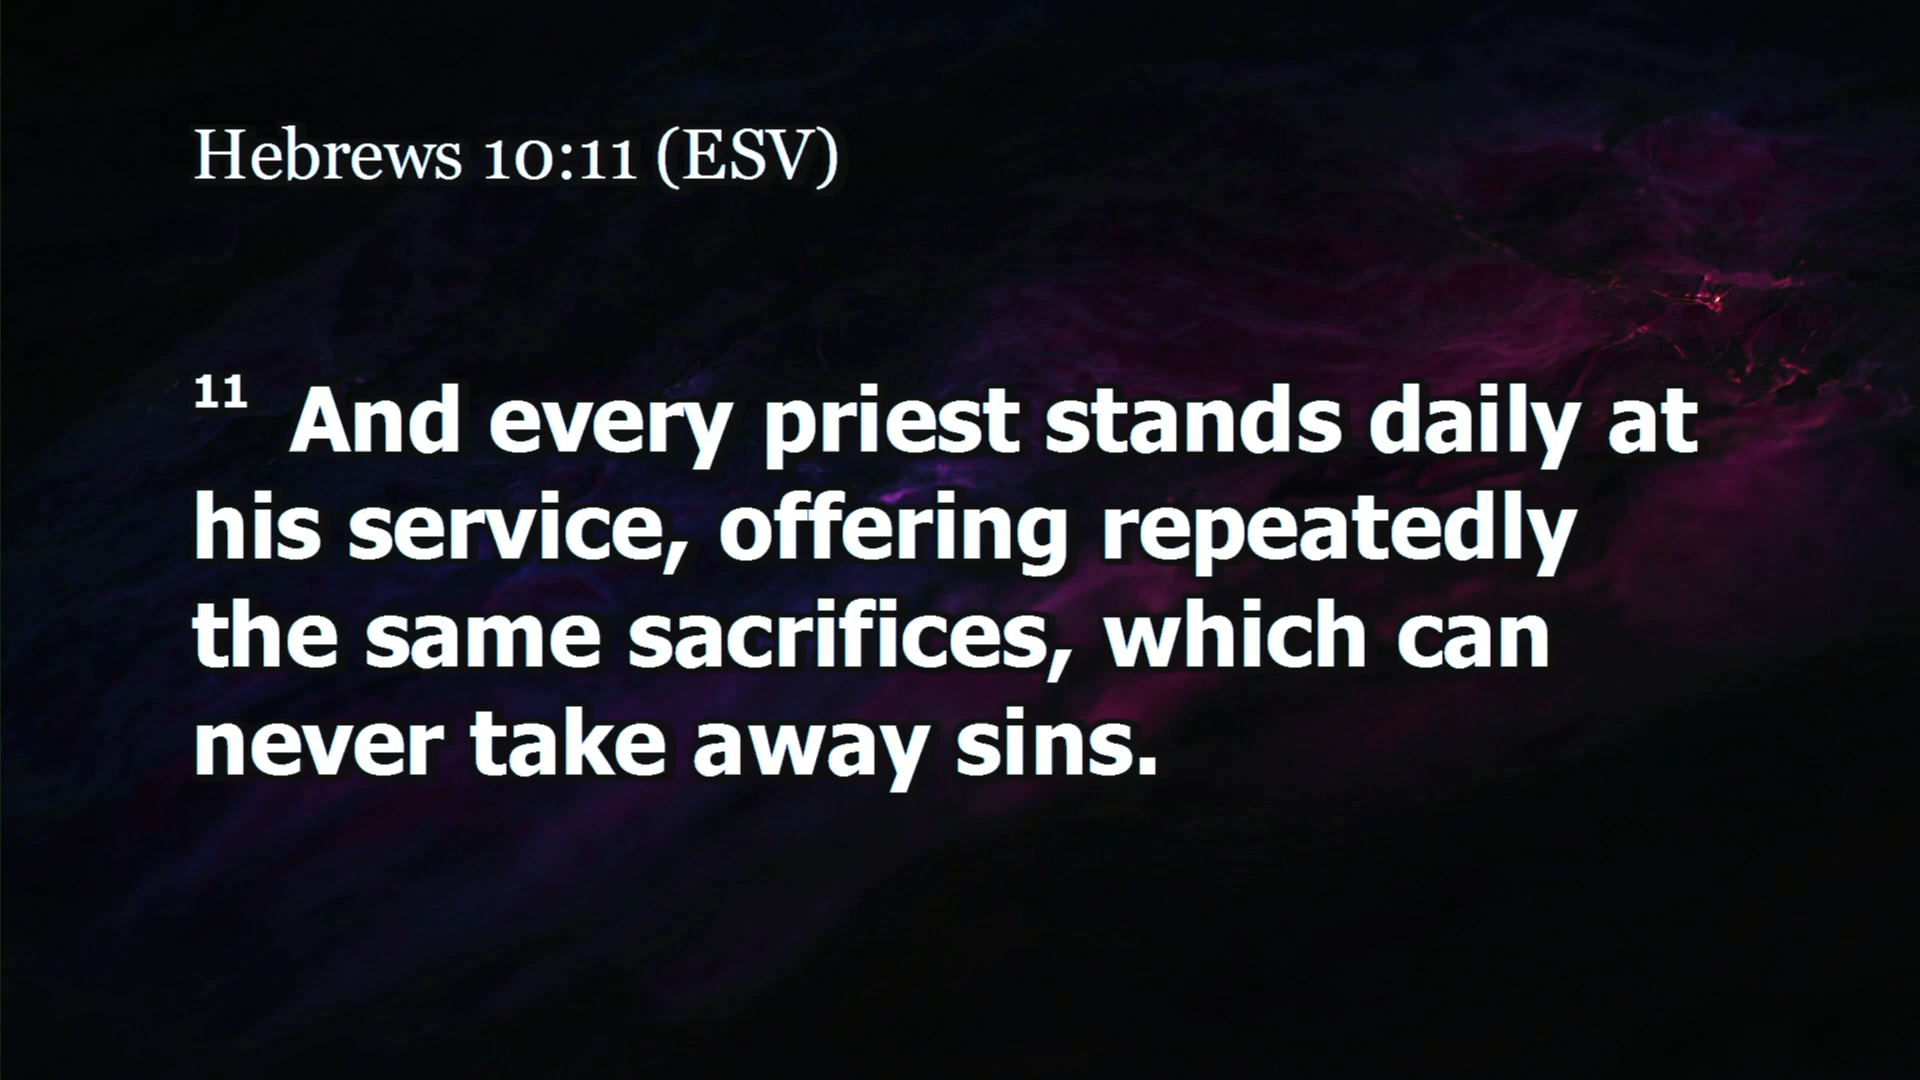 Hebrews 10:11 (ESV)
11 And every priest stands daily at
his service, offering repeatedly
the same sacrifices, which can
never take away sins.